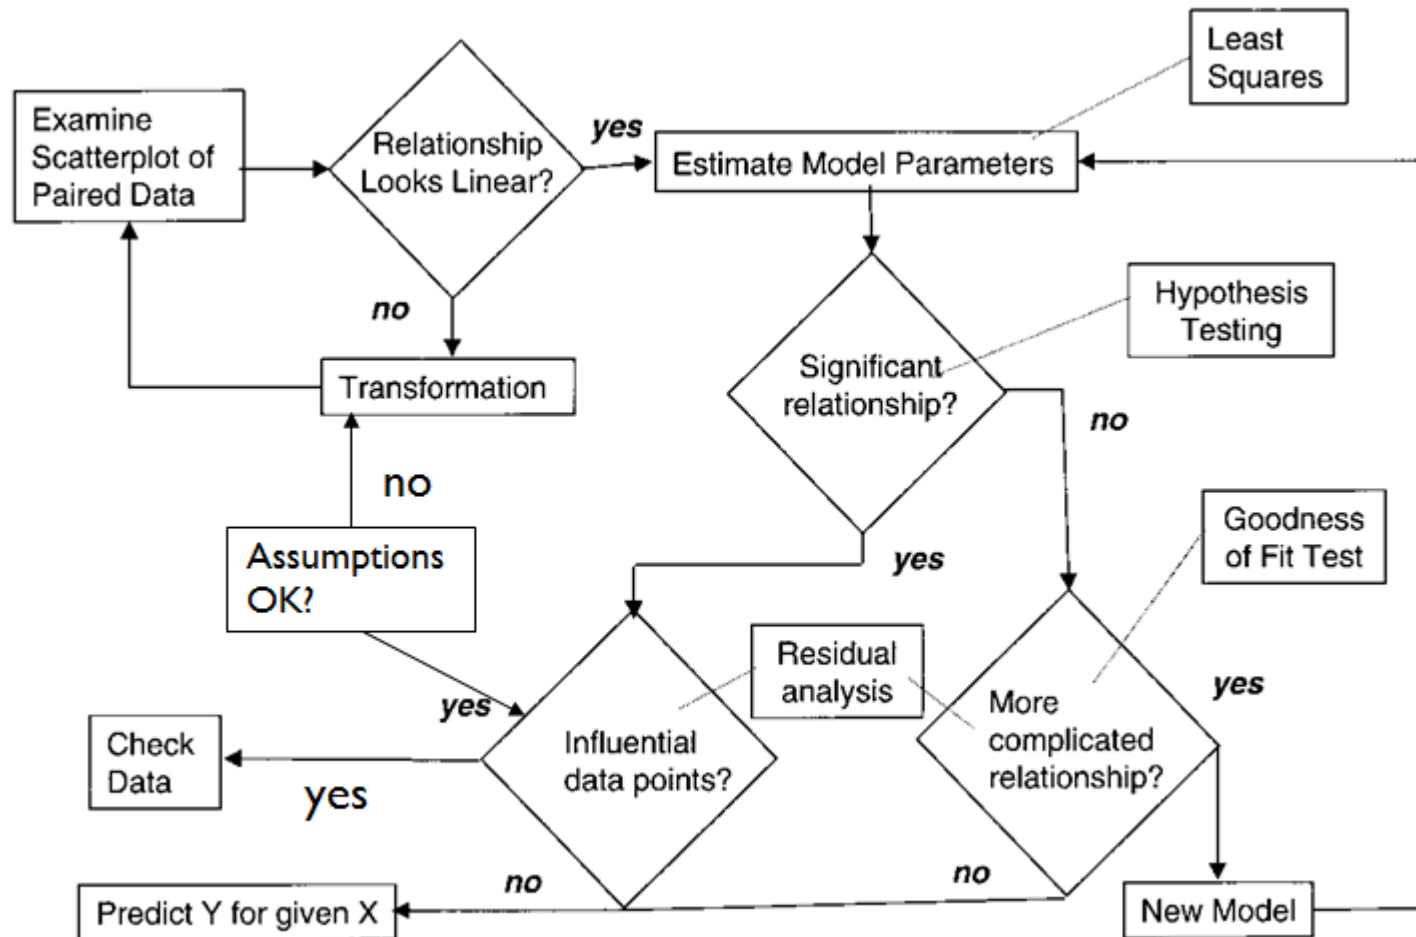 Least
Squares
Examine
Scatterplot of
Paired Data
Relationship
Looks Linear?
yes
Estimate Model Parameters
no
Transformation
Hypothesis
Testing
Significant
relationship?
no
no
Assumptions
OK?
yes
Goodness
of Fit Test
Residual
analysis
yes
yes
More
complicated
relationship?
Influential
data points?
Check
Data
yes
no
no
Predict Y for given X
New Model